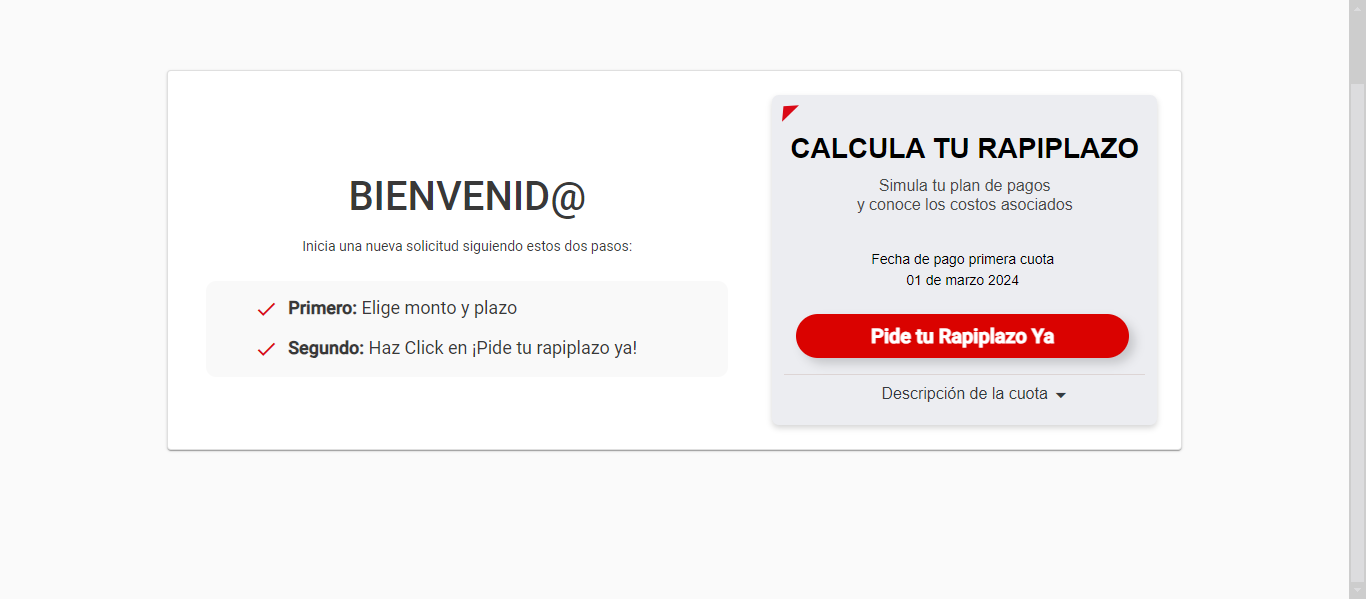 BIENVENID@
Inicia una nueva solicitud siguiendo estos dos pasos:
Primero: Elige monto y plazo
Segundo: Haz Click en ¡Pide tu rapiplazo ya!
CALCULA TU RAPIPLAZO
Simula tu plan de pagos
y conoce los costos asociados
Fecha de pago primera cuota
01 de marzo 2024
Pide tu Rapiplazo Ya
Descripción de la cuota